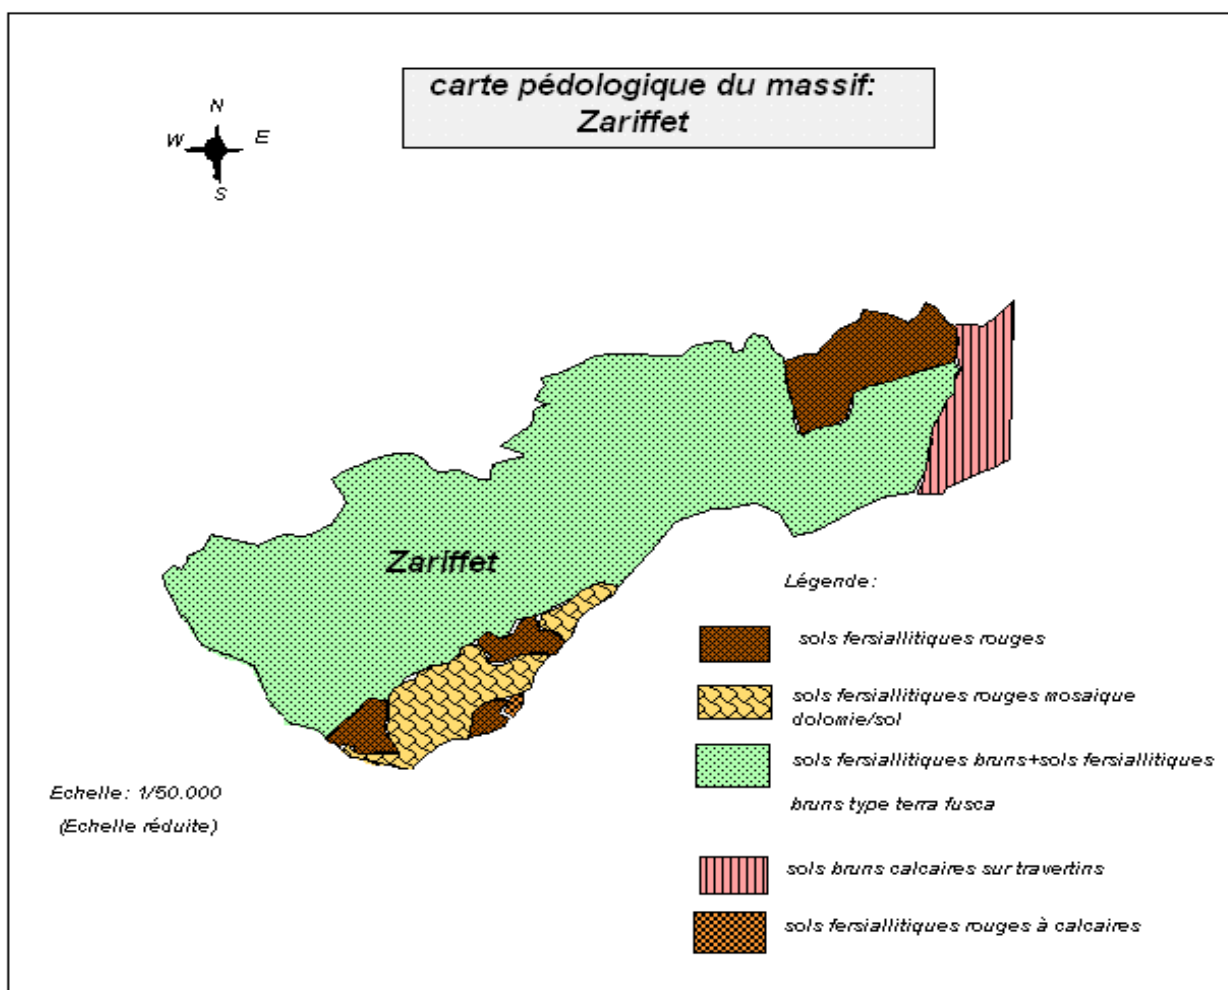 carte pédologique du massif:
Zariffet
N
W E
S
Zariffet
Légende:
sols fersiallitiques rouges
sols fersiallitiques rouges mosaique
dolomie/sol
sols fersiallitiques bruns+sols fersiallitiques
bruns type terra fusca
Echelle: 1/50.000
(Echelle réduite)
sols bruns calcaires sur travertins
sols fersiallitiques rouges à calcaires